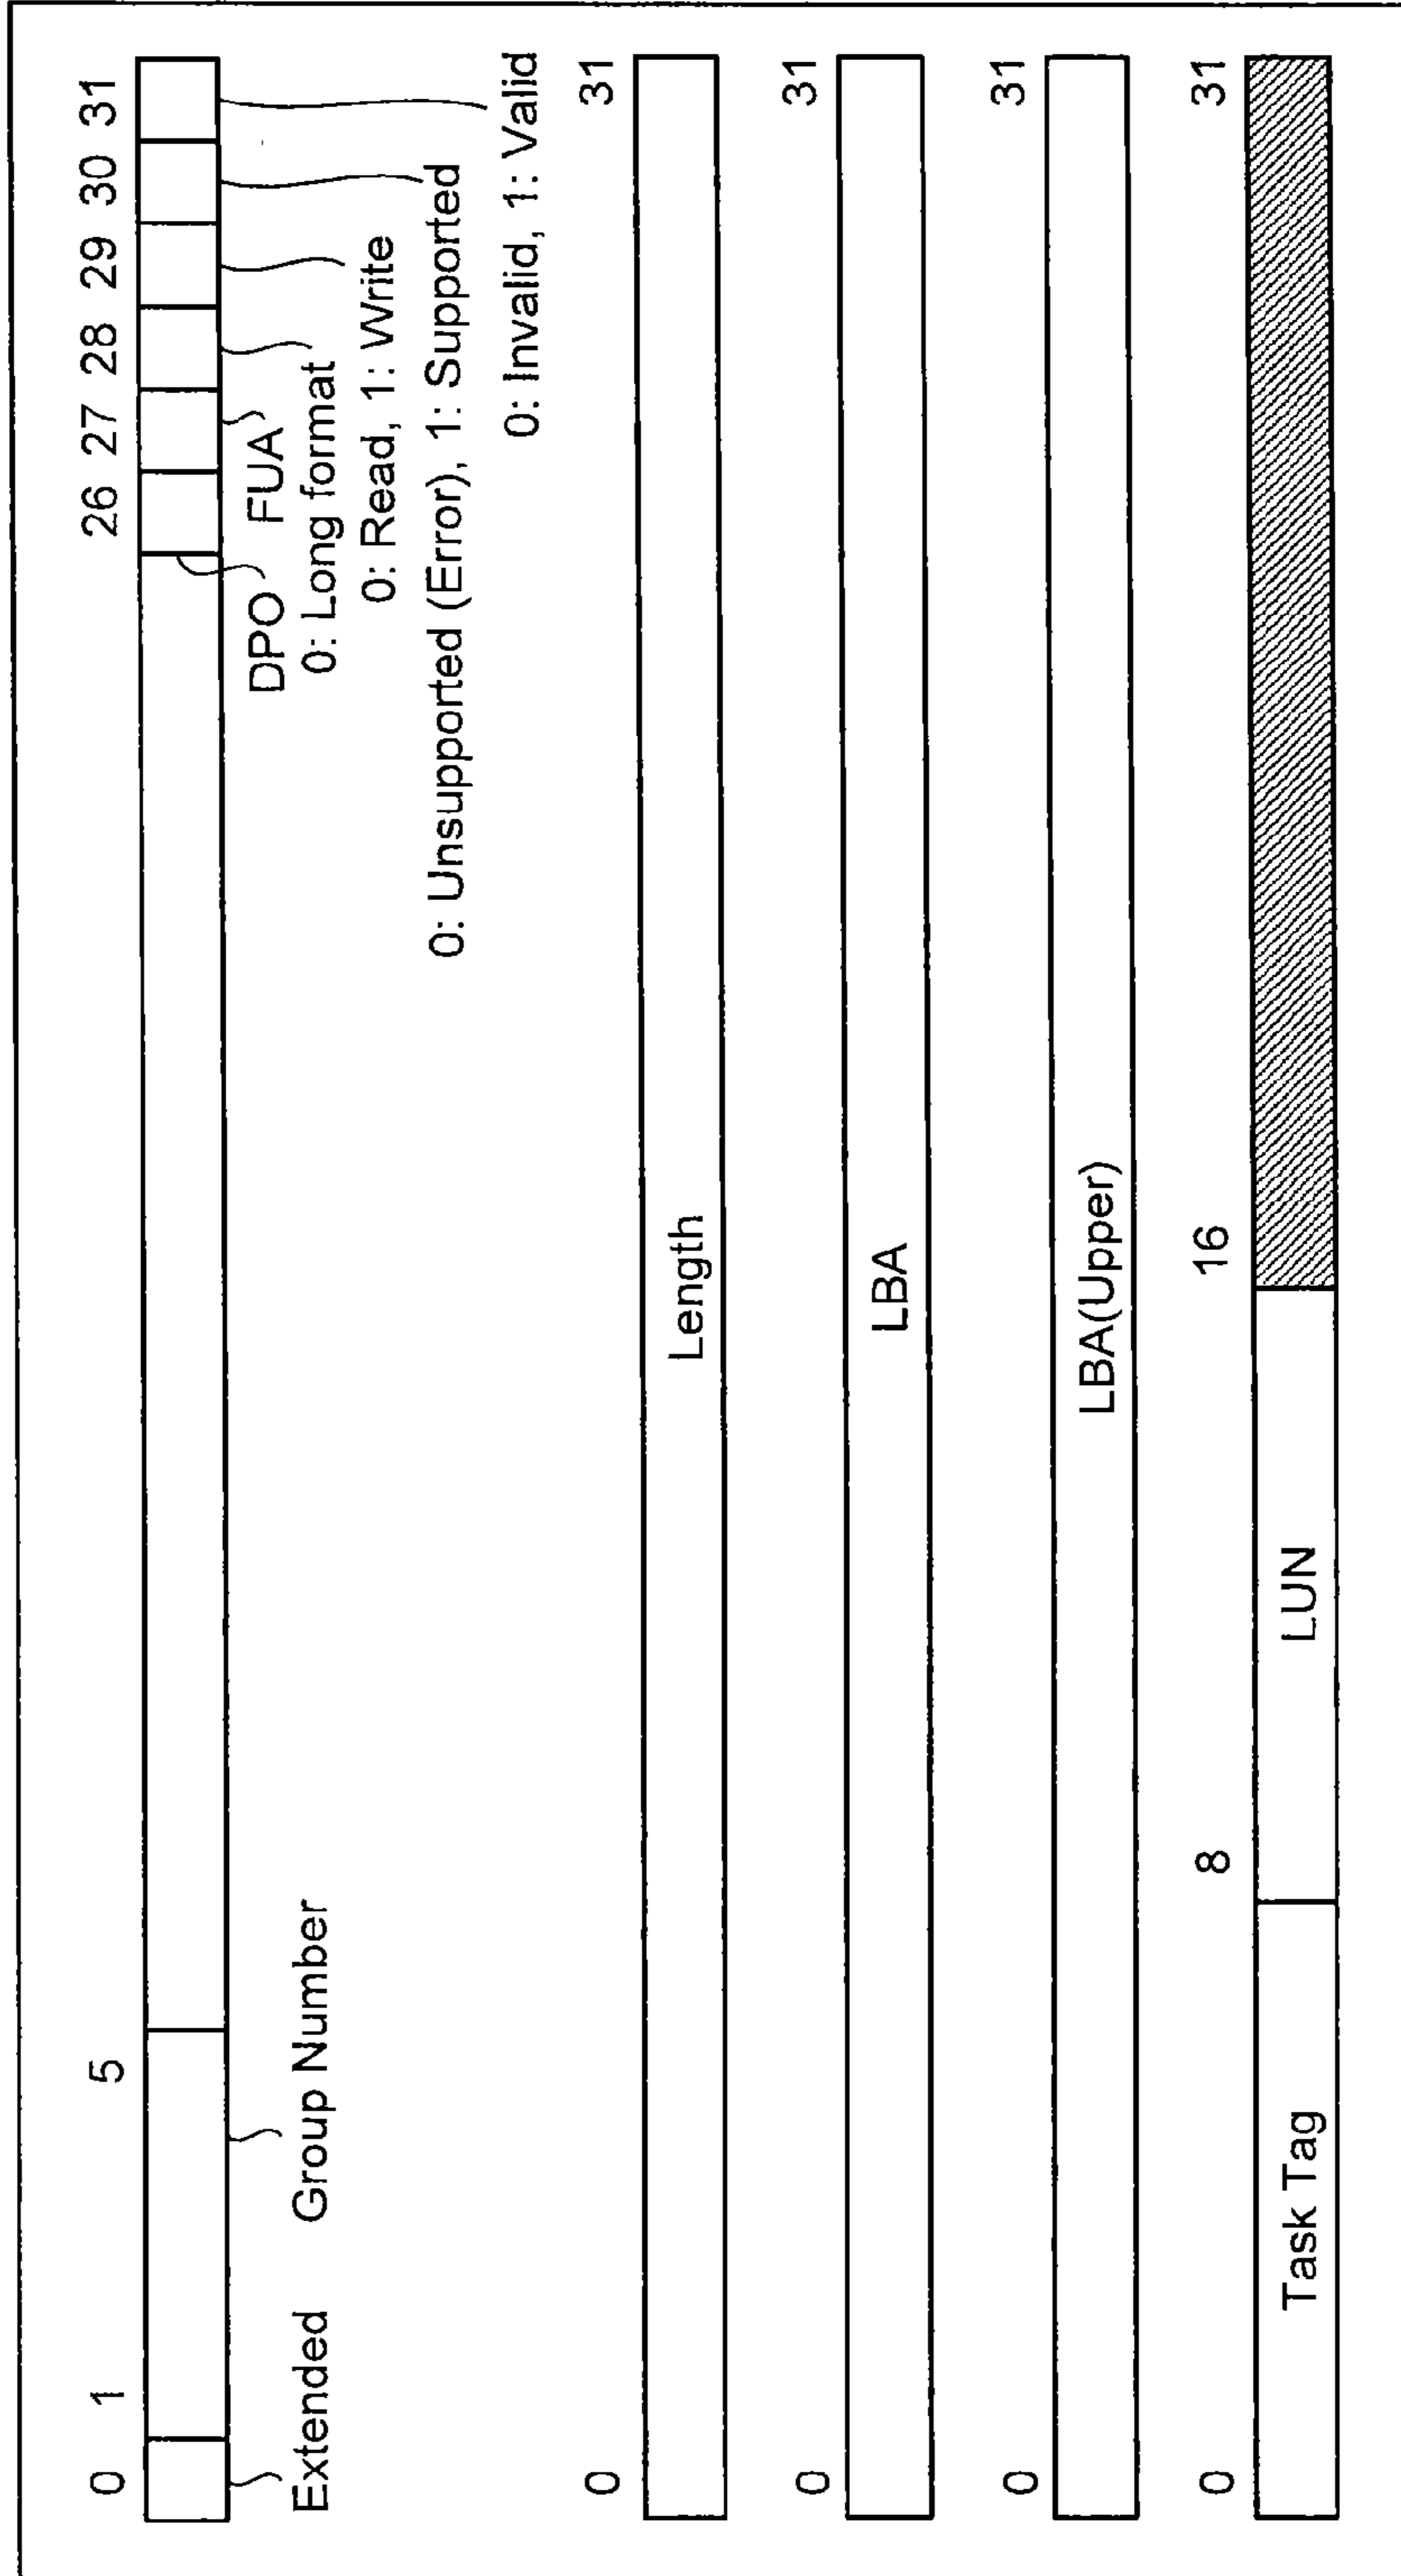 0 1 5 26 27 28 29 30 31
Extended Group Number DPO FUA
0: Long format
0: Read, 1: Write
0: Unsupported (Error), 1: Supported
0: Invalid, 1: Valid
0 31
Length
0 31
LBA
0 31
LBA(Upper)
0 8 16 31
Task Tag LUN